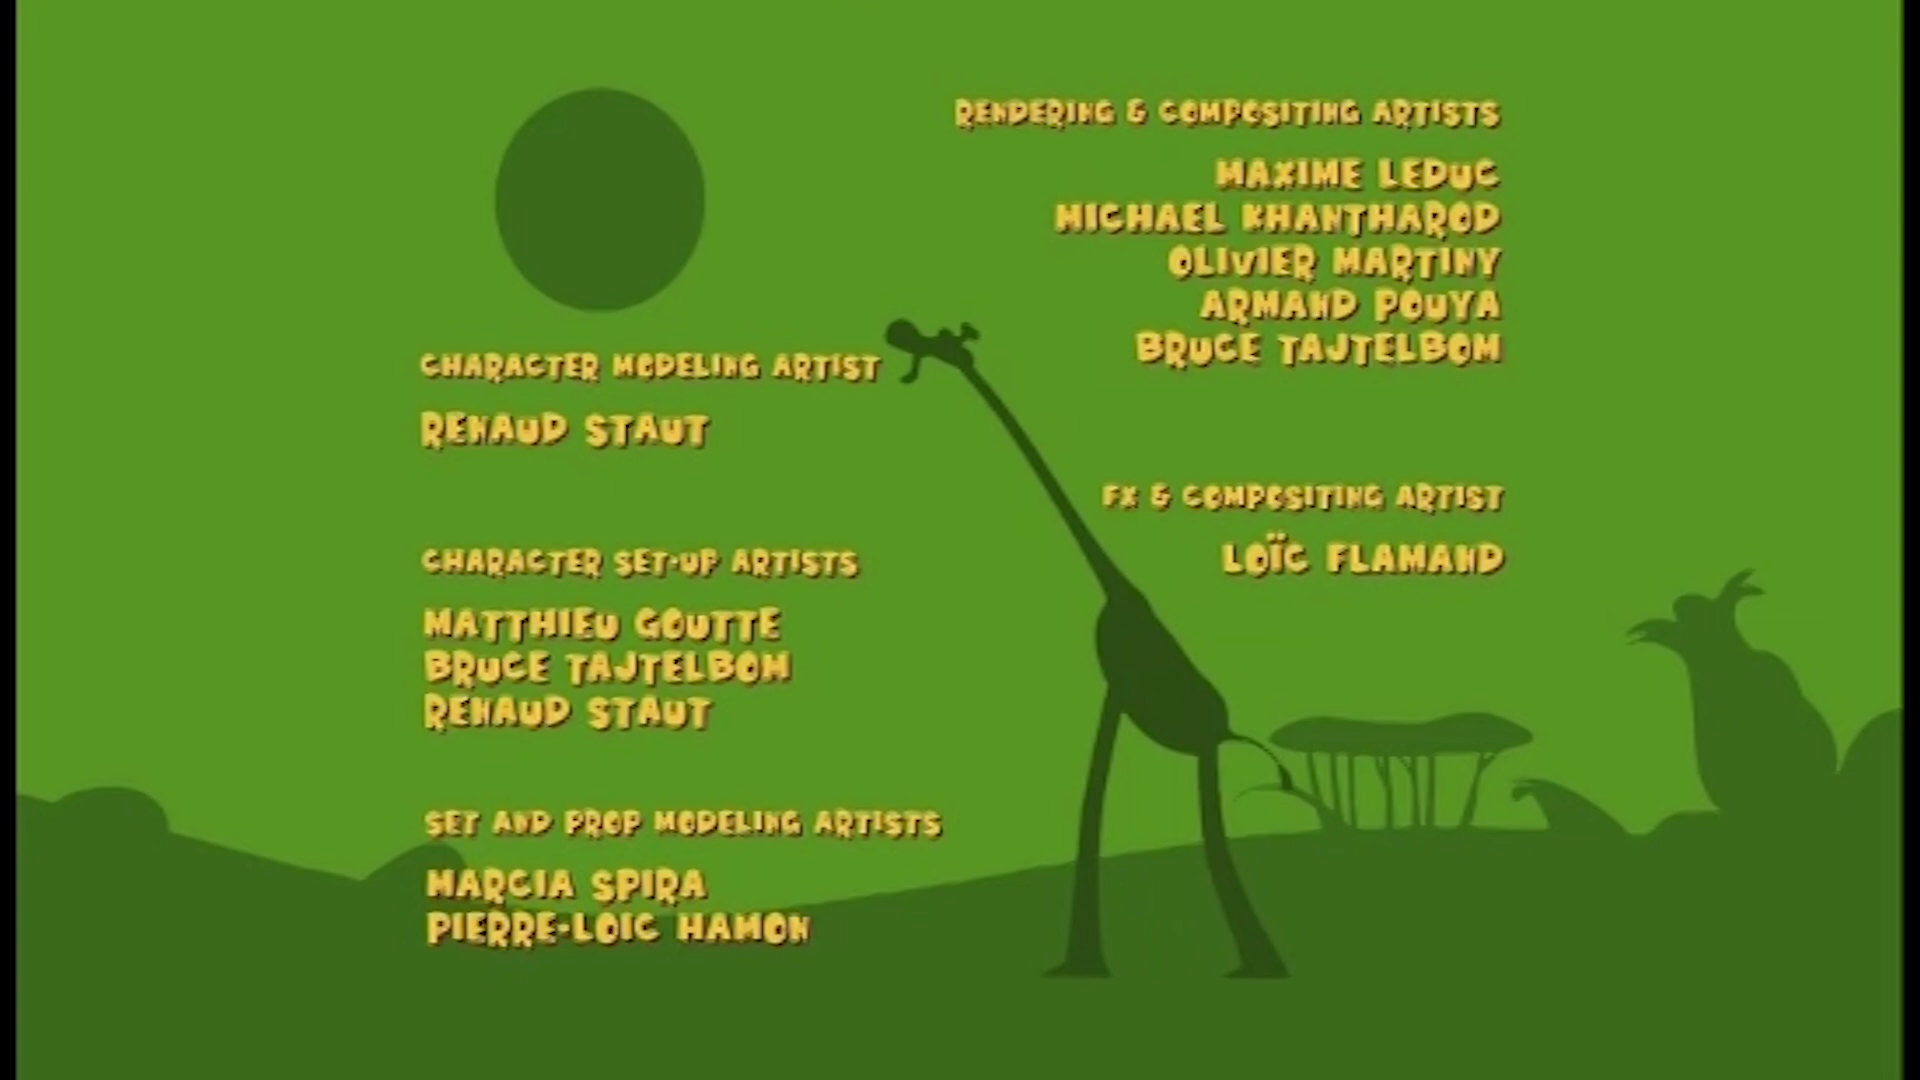 CHARACTER MODELING ARTIST
RENAUD STAUT
CHARACTER SET-UP ARTISTS
MATTHIEU GOUTTE
BRUCE TAJTELBOM
RENAUD STAUT
SET AND PROP MODELING ARTISTS
MARCIA SPIRA
PIERRE-LOIC HAMON
RENDERING & COMPOSITING ARTISTS
MAXIME LEDUC
MICHAEL KHANTHAROD
OLIVIER MARTINY
ARMAND POUYA
BRUCE TAJTELBOM
FX & COMPOSITING ARTIST
LOÏC FLAMAND